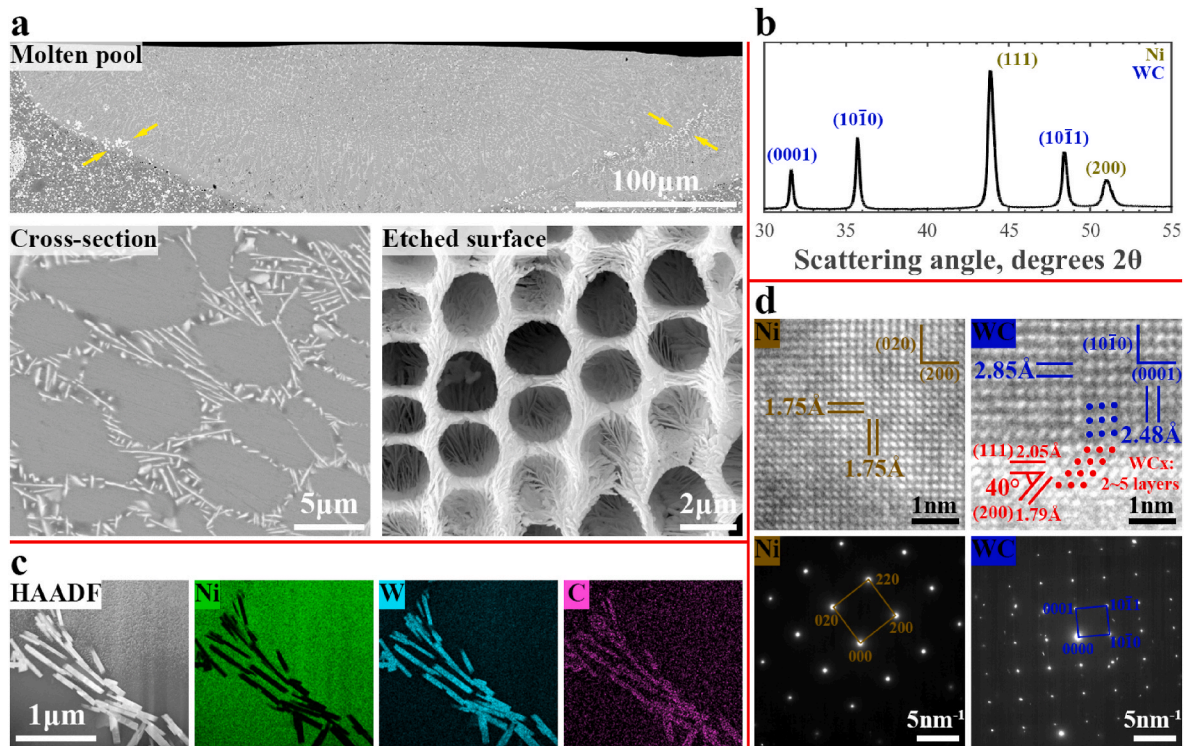 a
Molten pool
100μm
Cross-section
5μm
Etched surface
2μm
b
Ni
WC
(0001)
(101̄0)
(111)
(101̄1)
(200)
30 35 40 45 50 55
Scattering angle, degrees 2θ
c
HAADF
1μm
Ni
W
C
d
Ni
(020)
(200)
1.75Å
1.75Å
1nm
WC
(101̄0)
(0001)
2.85Å
2.48Å
(111) 2.05Å
40°
(200) 1.79Å
WCx:
2~5 layers
1nm
Ni
220
020
200
000
5nm⁻¹
WC
0001
101̄1
0000
101̄0
5nm⁻¹